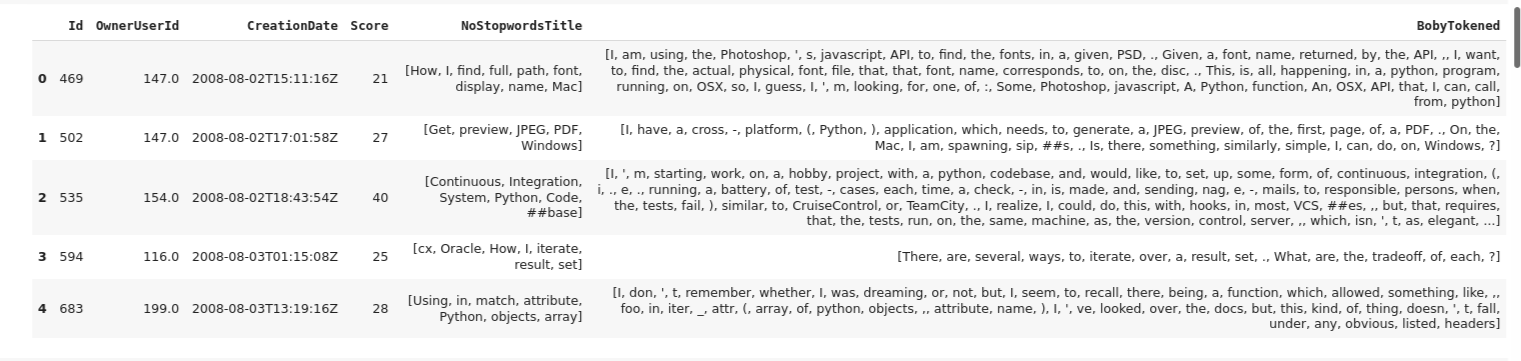 Id OwnerUserId CreationDate Score NoStopwordsTitle BobyTokened
0 469 147.0 2008-08-02T15:11:16Z 21 [How, I, find, full, path, font, display, name, Mac] [I, am, using, the, Photoshop, ', s, javascript, API, to, find, the, fonts, in, a, given, PSD, ., Given, a, font, name, returned, by, the, API, ,, I, want,
to, find, the, actual, physical, font, file, that, that, font, name, corresponds, to, on, the, disc, ., This, is, all, happening, in, a, python, program,
running, on, OSX, so, I, guess, I, ', m, looking, for, one, of, :, Some, Photoshop, javascript, A, Python, function, An, OSX, API, that, I, can, call,
from, python]
1 502 147.0 2008-08-02T17:01:58Z 27 [Get, preview, JPEG, PDF, Windows] [I, have, a, cross, -, platform, (, Python, ), application, which, needs, to, generate, a, JPEG, preview, of, the, first, page, of, a, PDF, ., On, the,
Mac, I, am, spawning, sip, ##s, ., Is, there, something, similarly, simple, I, can, do, on, Windows, ?]
2 535 154.0 2008-08-02T18:43:54Z 40 [Continuous, Integration, System, Python, Code, ##base] [I, ', m, starting, work, on, a, hobby, project, with, a, python, codebase, and, would, like, to, set, up, some, form, of, continuous, integration, (,
i, ., e, ., running, a, battery, of, test, -, cases, each, time, a, check, -, in, is, made, and, sending, nag, e, -, mails, to, responsible, persons, when,
the, tests, fail, ), similar, to, CruiseControl, or, TeamCity, ., I, realize, I, could, do, this, with, hooks, in, most, VCS, ##es, ,, but, that, requires,
that, the, tests, run, on, the, same, machine, as, the, version, control, server, ,, which, isn, ', t, as, elegant, ...]
3 594 116.0 2008-08-03T01:15:08Z 25 [cx, Oracle, How, I, iterate, result, set] [There, are, several, ways, to, iterate, over, a, result, set, ., What, are, the, tradeoff, of, each, ?]
4 683 199.0 2008-08-03T13:19:16Z 28 [Using, in, match, attribute, Python, objects, array] [I, don, ', t, remember, whether, I, was, dreaming, or, not, but, I, seem, to, recall, there, being, a, function, which, allowed, something, like, ,,
foo, in, iter, _, attr, (, array, of, python, objects, ,, attribute, name, ), I, ', ve, looked, over, the, docs, but, this, kind, of, thing, doesn, ', t, fall,
under, any, obvious, listed, headers]